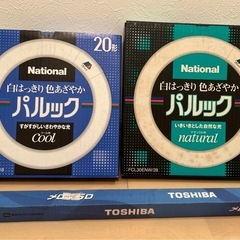 20形
National
白はっきり 色あざやか
パルック
すがすがしいさわやかな光
cool
National
白はっきり 色あざやか
パルック
いきいきとした自然な光
natural
FCL30ENW/28
TOSHIBA
TOSHIBA